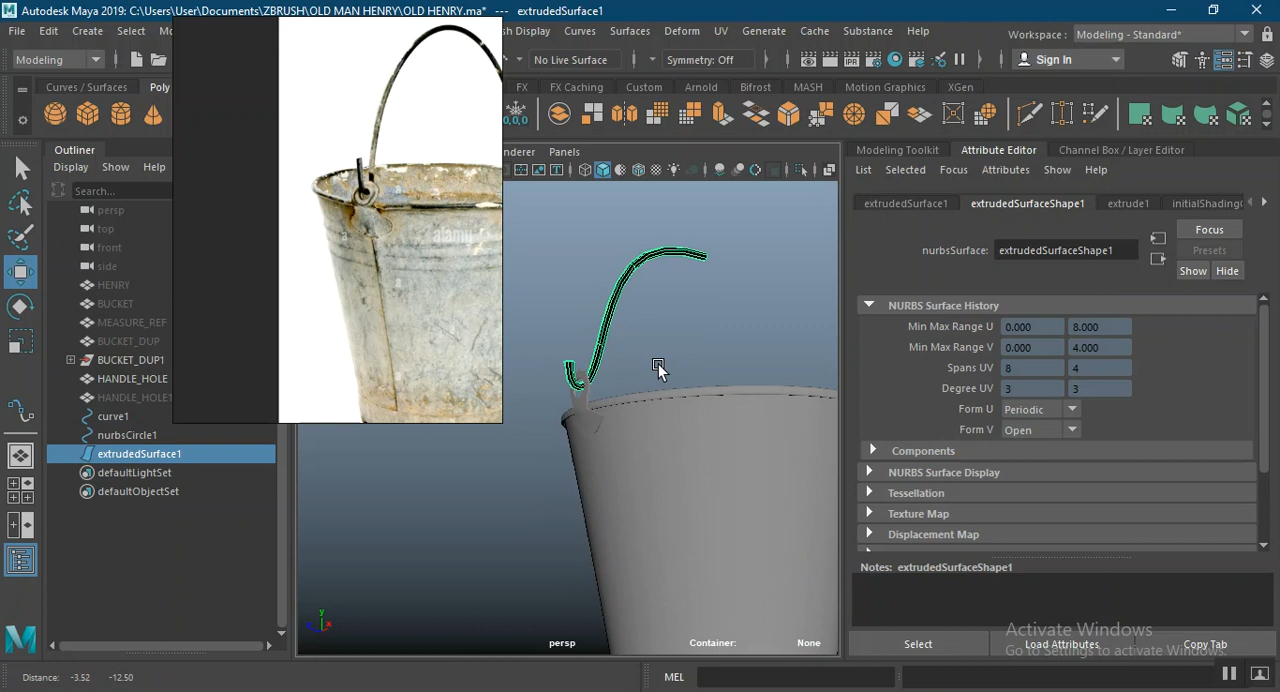 Autodesk Maya 2019: C:\Users\User\Documents\ZBRUSH\OLD MAN HENRY\OLD HENRY.ma* --- extrudedSurface1
File Edit Create Select Display Curves Surfaces Deform UV Generate Cache Substance Help
Workspace : Modeling - Standard*
Modeling
No Live Surface
Symmetry: Off
Sign In
Curves / Surfaces Poly FX FX Caching Custom Arnold Bifrost MASH Motion Graphics XGen
0,0,0
Outliner
Panels
Modeling Toolkit Attribute Editor Channel Box / Layer Editor
Display Show Help
List Selected Focus Attributes Show Help
Search...
persp
top
front
side
HENRY
BUCKET
MEASURE_REF
BUCKET_DUP
BUCKET_DUP1
HANDLE_HOLE
HANDLE_HOLE1
curve1
nurbsCircle1
extrudedSurface1
defaultLightSet
defaultObjectSet
a alamy a
extrudedSurface1 extrudedSurfaceShape1 extrude1
Focus
nurbsSurface: extrudedSurfaceShape1
Presets
Show Hide
NURBS Surface History
Min Max Range U 0.000 8.000
Min Max Range V 0.000 4.000
Spans UV 8 4
Degree UV 3 3
Form U Periodic
Form V Open
Components
NURBS Surface Display
Tessellation
Texture Map
Displacement Map
Notes: extrudedSurfaceShape1
y
x
persp
Container: None
Activate Windows
Go to Settings to activate Windows.
Select Load Attributes Copy Tab
Distance: -3.52 -12.50
MEL